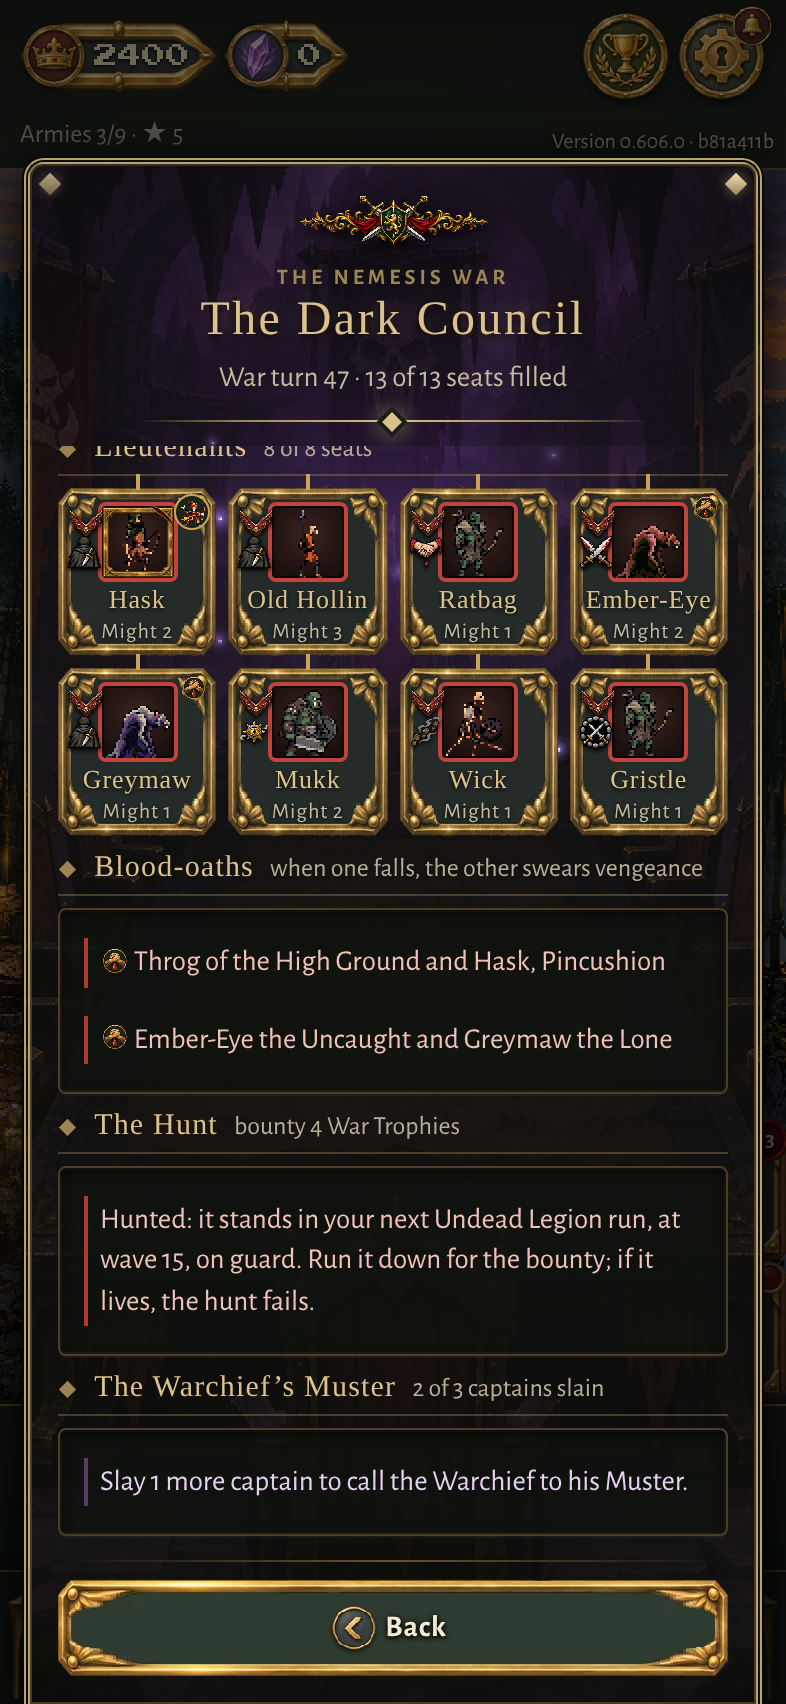 2400
0
Armies 3/9 · ★ 5
Version 0.606.0 · b81a411b
THE NEMESIS WAR
The Dark Council
War turn 47 · 13 of 13 seats filled
Lieutenants 8 of 8 seats
Hask
Might 2
Old Hollin
Might 3
Ratbag
Might 1
Ember-Eye
Might 2
Greymaw
Might 1
Mukk
Might 2
Wick
Might 1
Gristle
Might 1
Blood-oaths when one falls, the other swears vengeance
Throg of the High Ground and Hask, Pincushion
Ember-Eye the Uncaught and Greymaw the Lone
The Hunt bounty 4 War Trophies
3
Hunted: it stands in your next Undead Legion run, at
wave 15, on guard. Run it down for the bounty; if it
lives, the hunt fails.
The Warchief’s Muster 2 of 3 captains slain
Slay 1 more captain to call the Warchief to his Muster.
Back